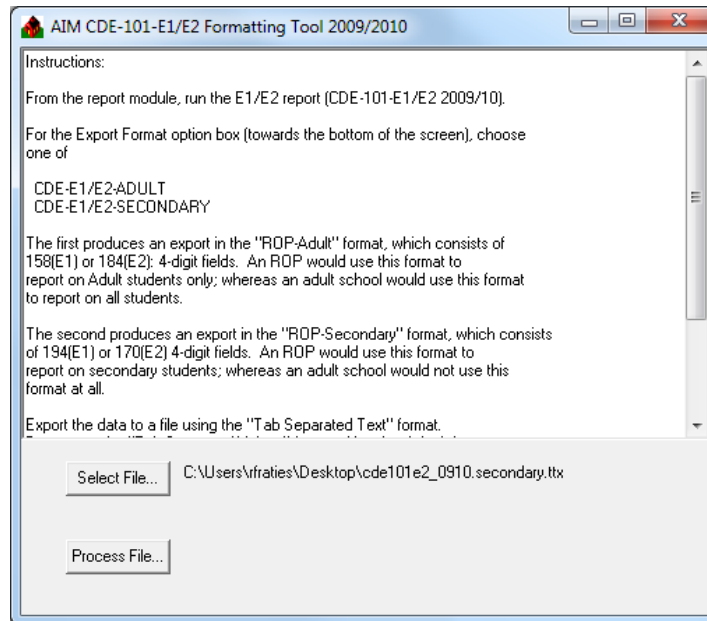 AIM CDE-101-E1/E2 Formatting Tool 2009/2010
Instructions:
From the report module, run the E1/E2 report (CDE-101-E1/E2 2009/10).
For the Export Format option box (towards the bottom of the screen), choose
one of
CDE-E1/E2-ADULT
CDE-E1/E2-SECONDARY
The first produces an export in the "ROP-Adult" format, which consists of
158(E1) or 184(E2): 4-digit fields.  An ROP would use this format to
report on Adult students only; whereas an adult school would use this format
to report on all students.
The second produces an export in the "ROP-Secondary" format, which consists
of 194(E1) or 170(E2) 4-digit fields.  An ROP would use this format to
report on secondary students; whereas an adult school would not use this
format at all.
Export the data to a file using the "Tab Separated Text" format.
Select File... C:\Users\rfraties\Desktop\cde101e2_0910.secondary.ttx
Process File...